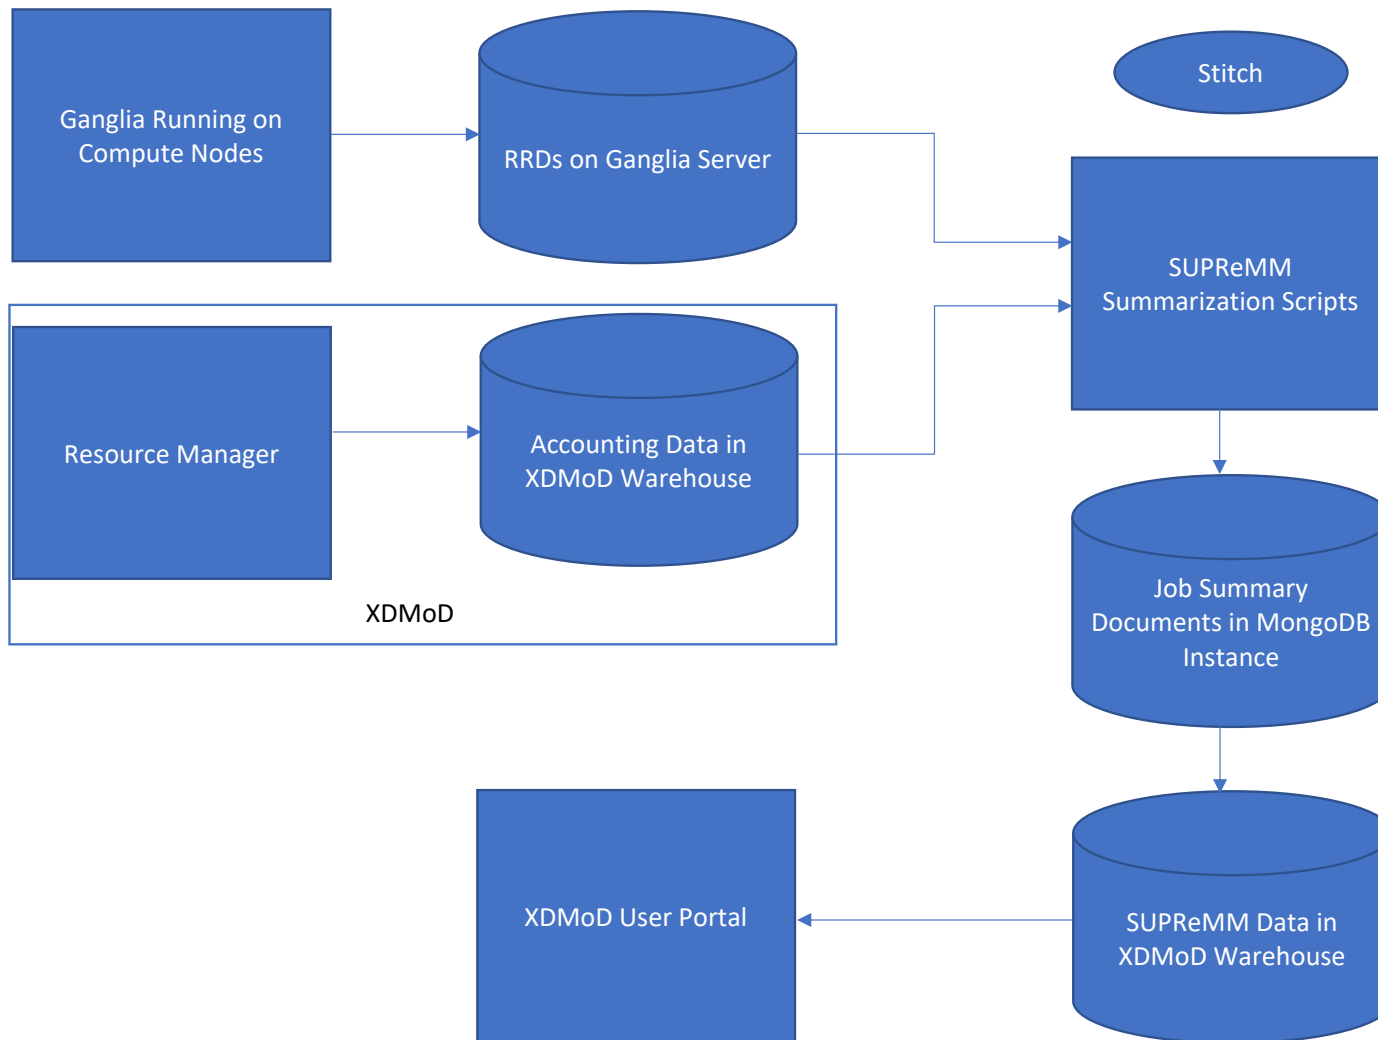 Ganglia Running on
Compute Nodes
RRDs on Ganglia Server
Stitch
SUPReMM
Summarization Scripts
Resource Manager
Accounting Data in
XDMoD Warehouse
XDMoD
Job Summary
Documents in MongoDB
Instance
XDMoD User Portal
SUPReMM Data in
XDMoD Warehouse